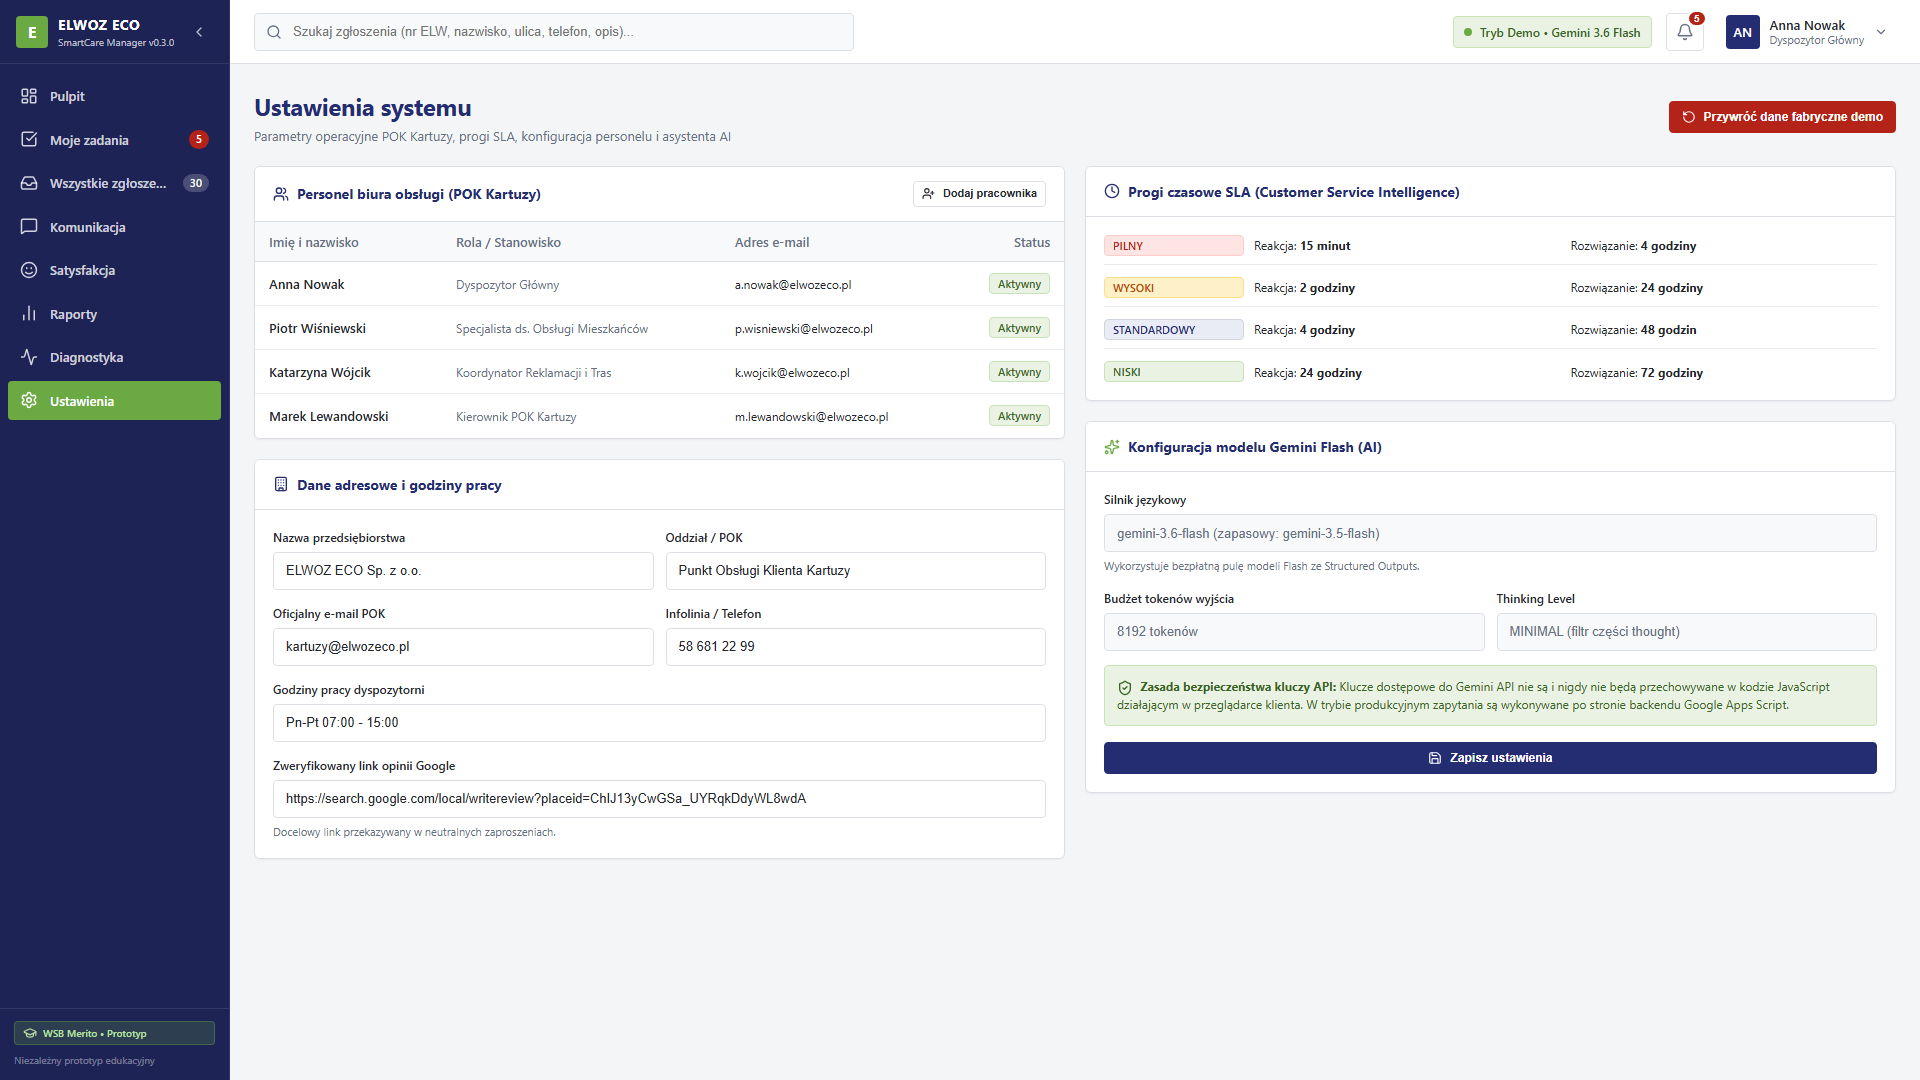 E
ELWOZ ECO
SmartCare Manager v0.3.0
Pulpit
Moje zadania 5
Wszystkie zgłosze... 30
Komunikacja
Satysfakcja
Raporty
Diagnostyka
Ustawienia
WSB Merito • Prototyp
Niezależny prototyp edukacyjny
Szukaj zgłoszenia (nr ELW, nazwisko, ulica, telefon, opis)...
Tryb Demo • Gemini 3.6 Flash
5
AN
Anna Nowak
Dyspozytor Główny
Ustawienia systemu
Parametry operacyjne POK Kartuzy, progi SLA, konfiguracja personelu i asystenta AI
Przywróć dane fabryczne demo
Personel biura obsługi (POK Kartuzy)
Dodaj pracownika
Imię i nazwisko Rola / Stanowisko Adres e-mail Status
Anna Nowak Dyspozytor Główny a.nowak@elwozeco.pl Aktywny
Piotr Wiśniewski Specjalista ds. Obsługi Mieszkańców p.wisniewski@elwozeco.pl Aktywny
Katarzyna Wójcik Koordynator Reklamacji i Tras k.wojcik@elwozeco.pl Aktywny
Marek Lewandowski Kierownik POK Kartuzy m.lewandowski@elwozeco.pl Aktywny
Dane adresowe i godziny pracy
Nazwa przedsiębiorstwa Oddział / POK
ELWOZ ECO Sp. z o.o. Punkt Obsługi Klienta Kartuzy
Oficjalny e-mail POK Infolinia / Telefon
kartuzy@elwozeco.pl 58 681 22 99
Godziny pracy dyspozytorni
Pn-Pt 07:00 - 15:00
Zweryfikowany link opinii Google
https://search.google.com/local/writereview?placeid=ChIJ13yCwGSa_UYRqkDdyWL8wdA
Docelowy link przekazywany w neutralnych zaproszeniach.
Progi czasowe SLA (Customer Service Intelligence)
PILNY Reakcja: 15 minut Rozwiązanie: 4 godziny
WYSOKI Reakcja: 2 godziny Rozwiązanie: 24 godziny
STANDARDOWY Reakcja: 4 godziny Rozwiązanie: 48 godzin
NISKI Reakcja: 24 godziny Rozwiązanie: 72 godziny
Konfiguracja modelu Gemini Flash (AI)
Silnik językowy
gemini-3.6-flash (zapasowy: gemini-3.5-flash)
Wykorzystuje bezpłatną pulę modeli Flash ze Structured Outputs.
Budżet tokenów wyjścia Thinking Level
8192 tokenów MINIMAL (filtr części thought)
Zasada bezpieczeństwa kluczy API: Klucze dostępowe do Gemini API nie są i nigdy nie będą przechowywane w kodzie JavaScript
działającym w przeglądarce klienta. W trybie produkcyjnym zapytania są wykonywane po stronie backendu Google Apps Script.
Zapisz ustawienia